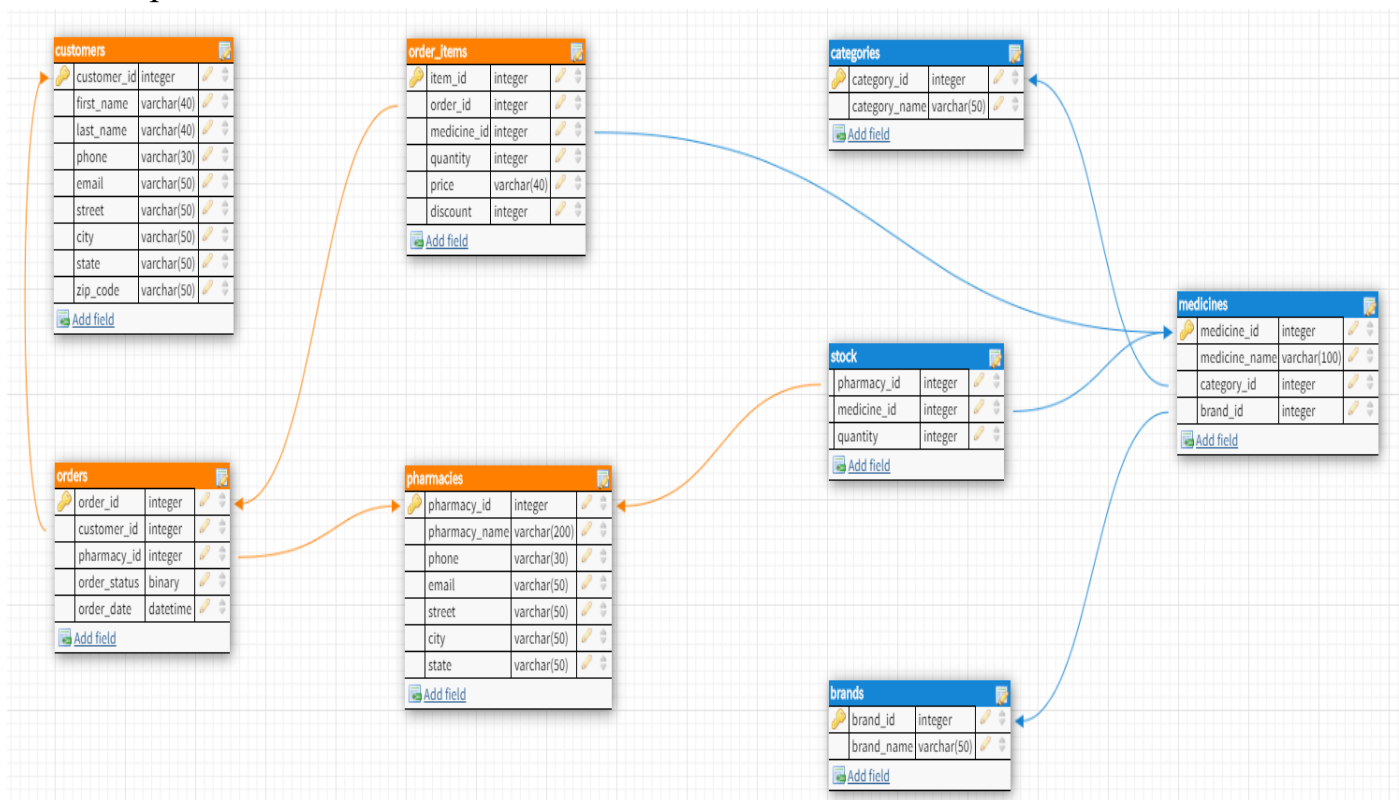 customers
customer_id integer
first_name varchar(40)
last_name varchar(40)
phone varchar(30)
email varchar(50)
street varchar(50)
city varchar(50)
state varchar(50)
zip_code varchar(50)
Add field
order_items
item_id integer
order_id integer
medicine_id integer
quantity integer
price varchar(40)
discount integer
Add field
categories
category_id integer
category_name varchar(50)
Add field
medicines
medicine_id integer
medicine_name varchar(100)
category_id integer
brand_id integer
Add field
stock
pharmacy_id integer
medicine_id integer
quantity integer
Add field
orders
order_id integer
customer_id integer
pharmacy_id integer
order_status binary
order_date datetime
Add field
pharmacies
pharmacy_id integer
pharmacy_name varchar(200)
phone varchar(30)
email varchar(50)
street varchar(50)
city varchar(50)
state varchar(50)
Add field
brands
brand_id integer
brand_name varchar(50)
Add field